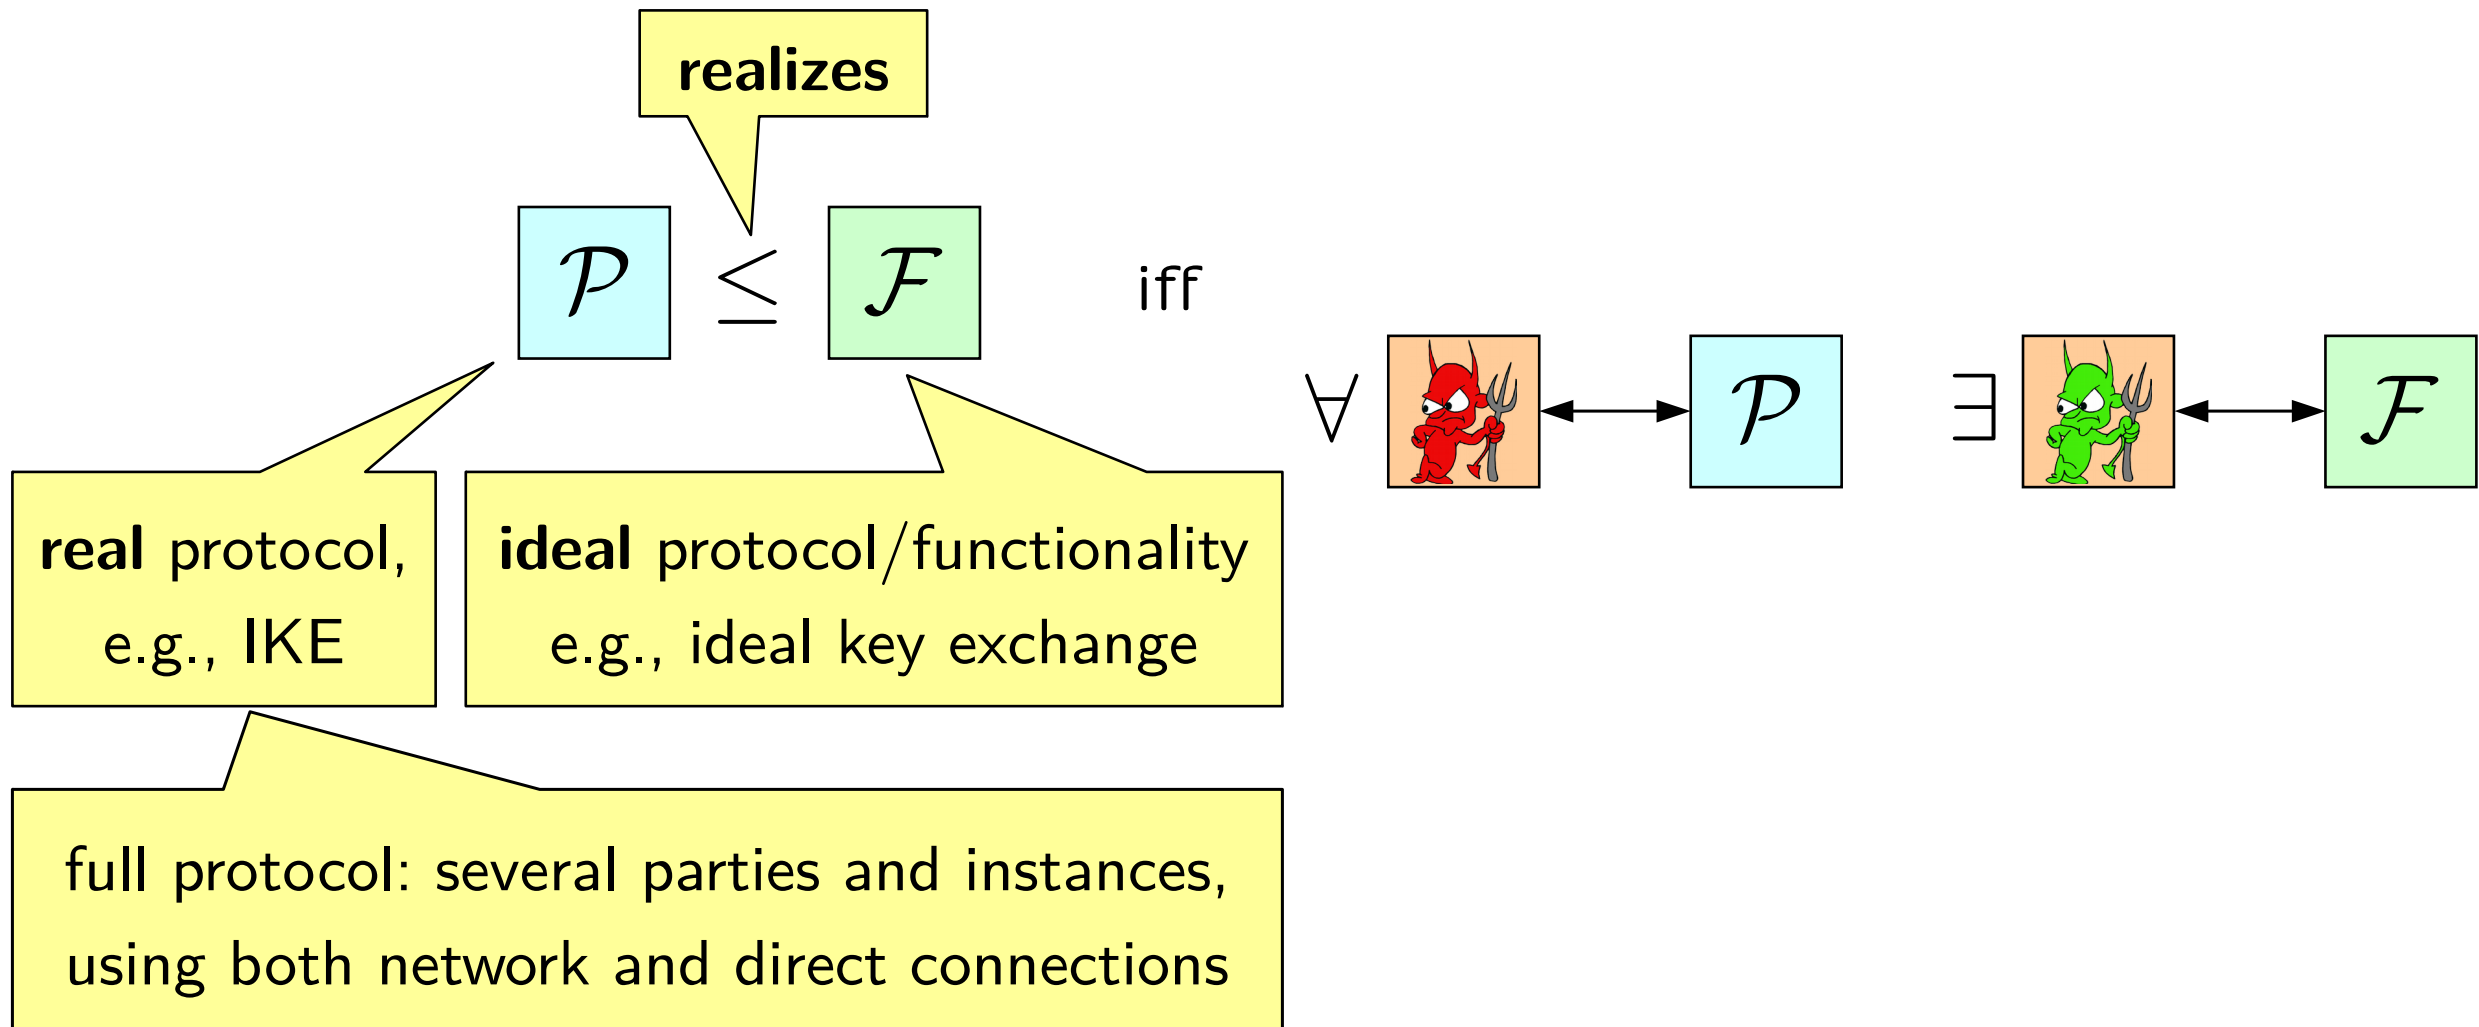 realizes
𝒫 ≤ ℱ iff
∀ 𝒫 ∃ ℱ
real protocol,
e.g., IKE
ideal protocol/functionality
e.g., ideal key exchange
full protocol: several parties and instances,
using both network and direct connections